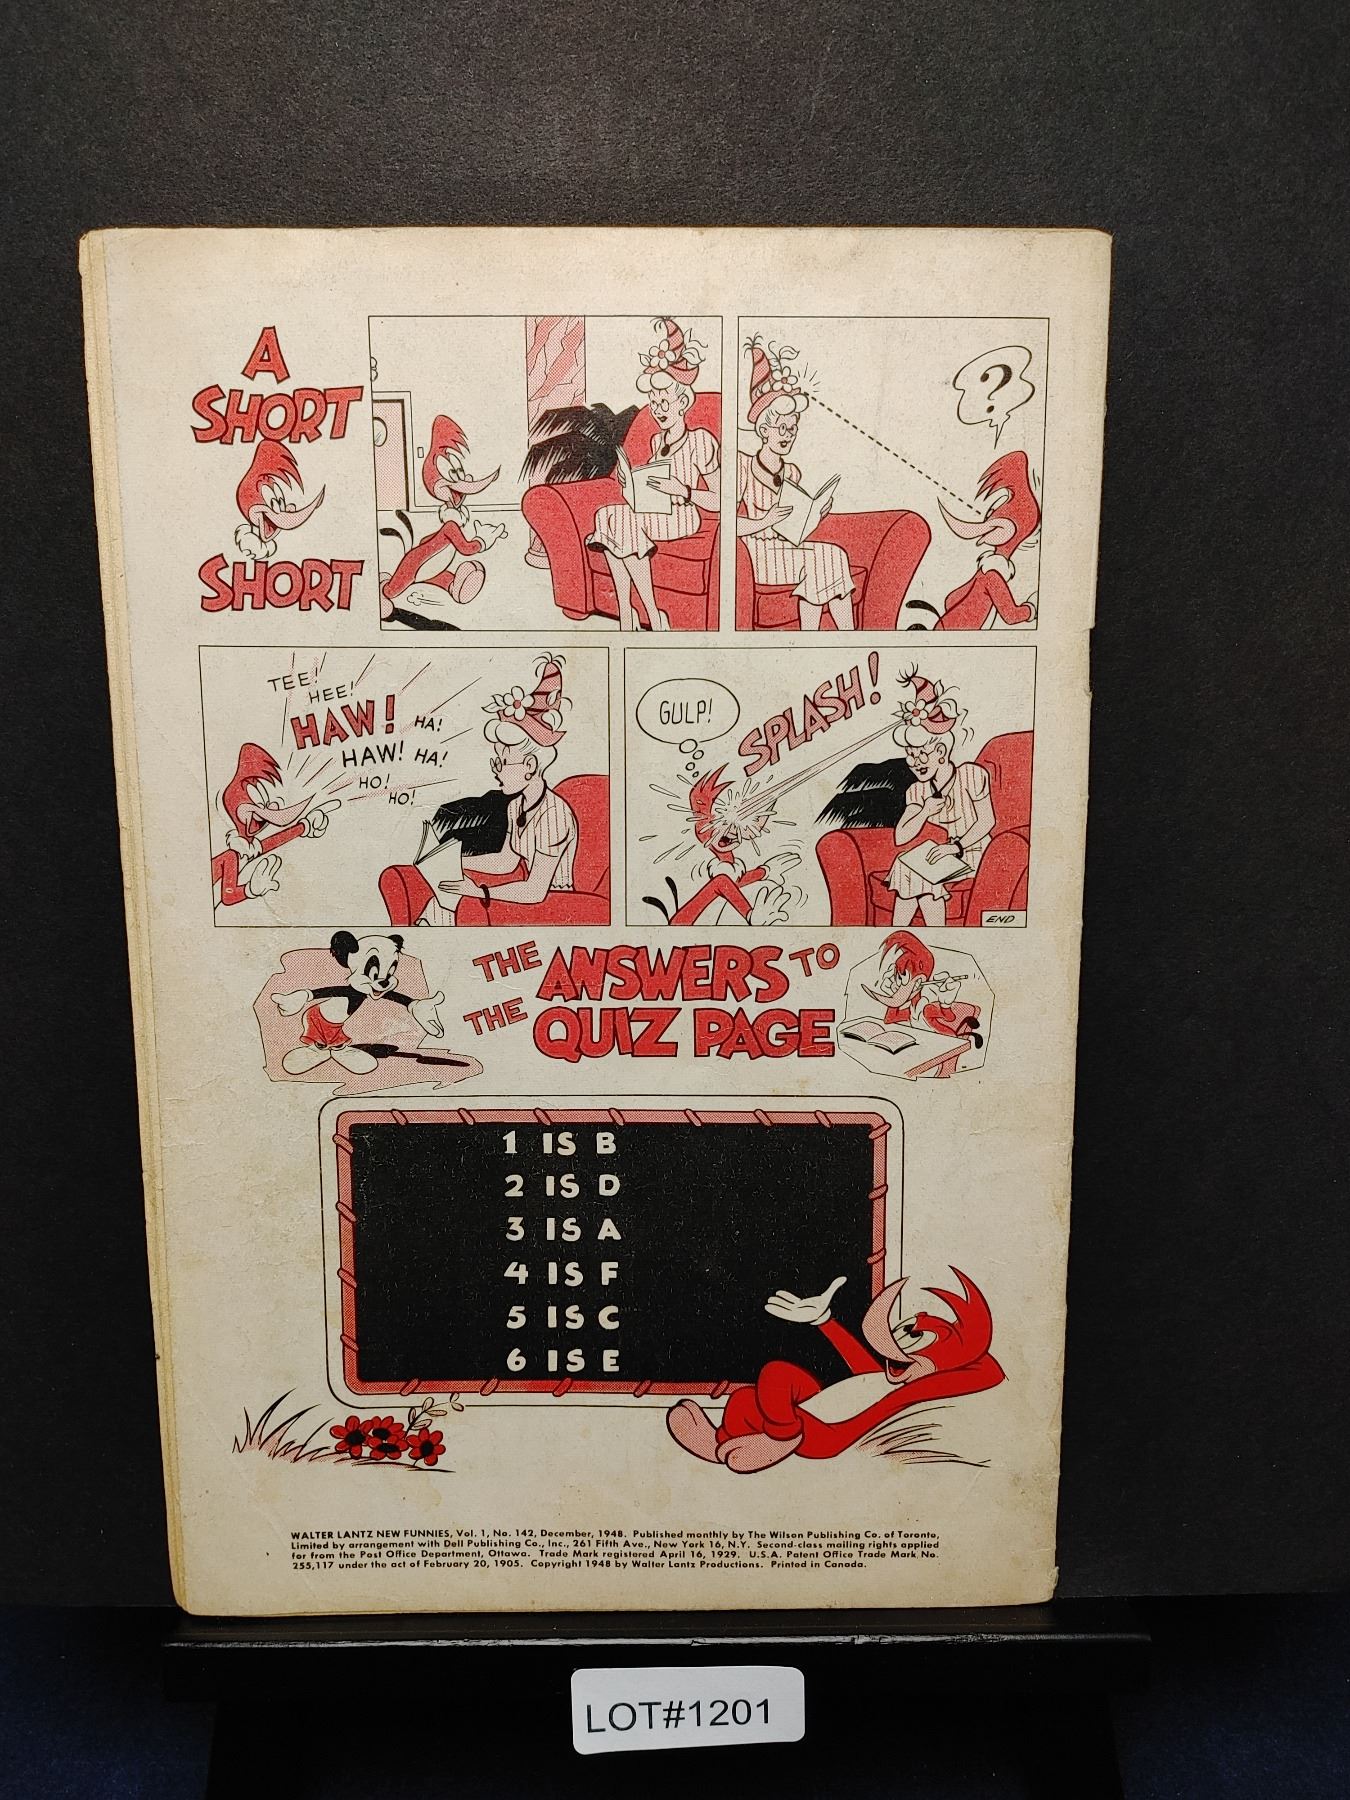 A
SHORT
SHORT
?
TEE!
HEE!
HAW! HA!
HAW! HA!
HO!
HO!
GULP!
SPLASH!
END
THE ANSWERS TO
THE QUIZ PAGE
1 IS B
2 IS D
3 IS A
4 IS F
5 IS C
6 IS E
WALTER LANTZ NEW FUNNIES, Vol. 1, No. 142, December, 1948. Published monthly by The Wilson Publishing Co. of Toronto,
Limited by arrangement with Dell Publishing Co., Inc., 261 Fifth Ave., New York 16, N.Y. Second-class mailing rights applied
for from the Post Office Department, Ottawa. Trade Mark registered April 16, 1929. U.S.A. Patent Office Trade Mark No.
255,117 under the act of February 20, 1905. Copyright 1948 by Walter Lantz Productions. Printed in Canada.
LOT#1201